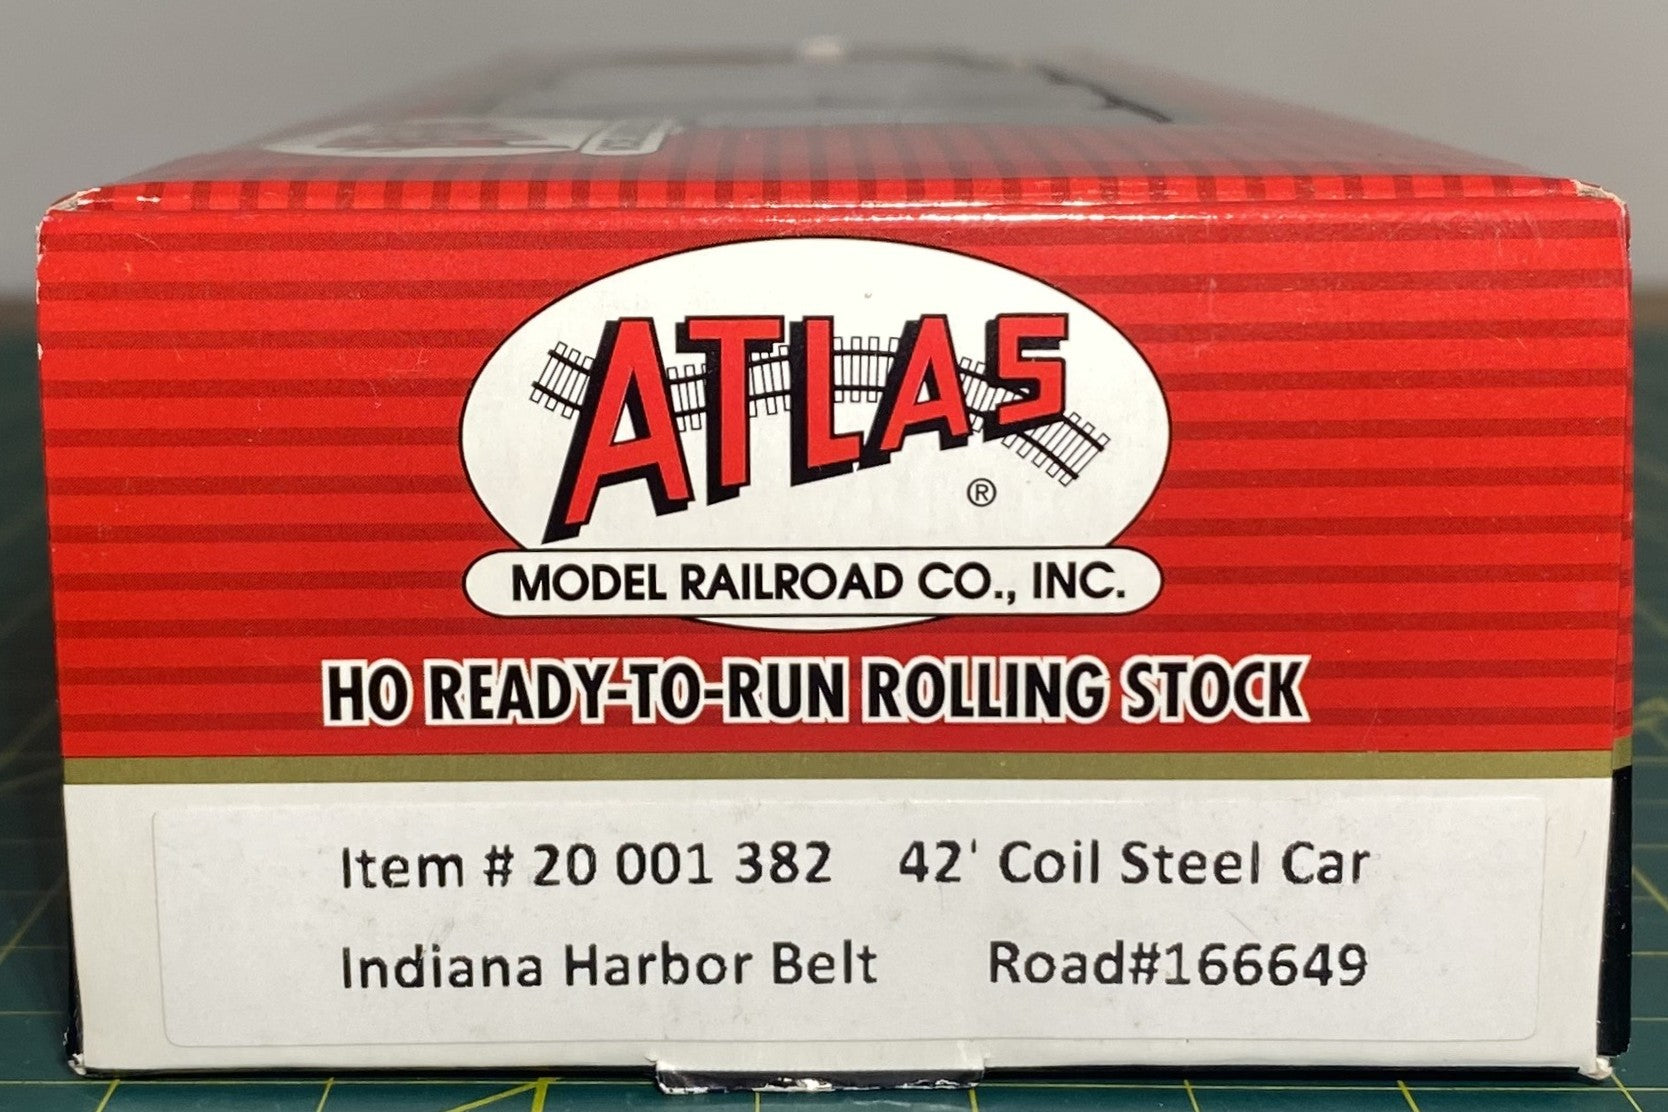 ATLAS
®
MODEL RAILROAD CO., INC.
HO READY-TO-RUN ROLLING STOCK
Item # 20 001 382 42' Coil Steel Car
Indiana Harbor Belt Road#166649